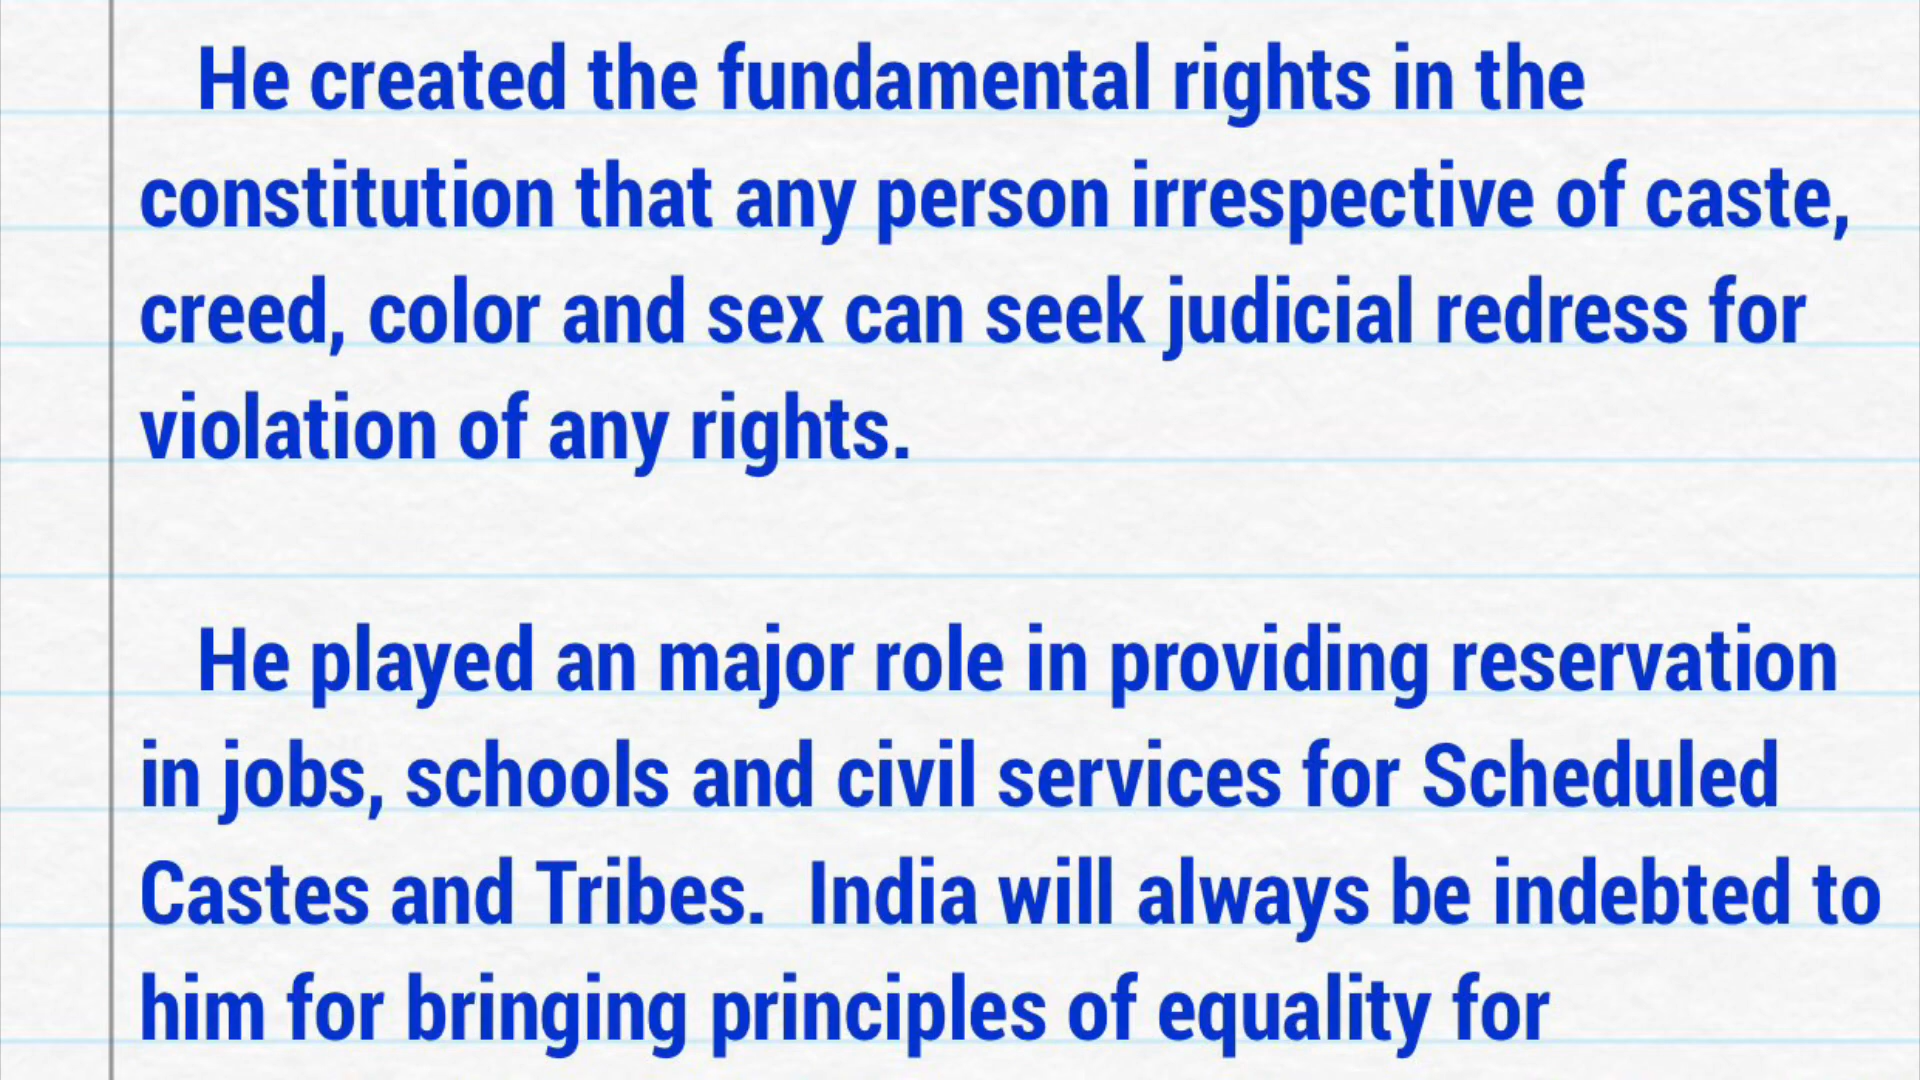 He created the fundamental rights in the
constitution that any person irrespective of caste,
creed, color and sex can seek judicial redress for
violation of any rights.
He played an major role in providing reservation
in jobs, schools and civil services for Scheduled
Castes and Tribes.  India will always be indebted to
him for bringing principles of equality for